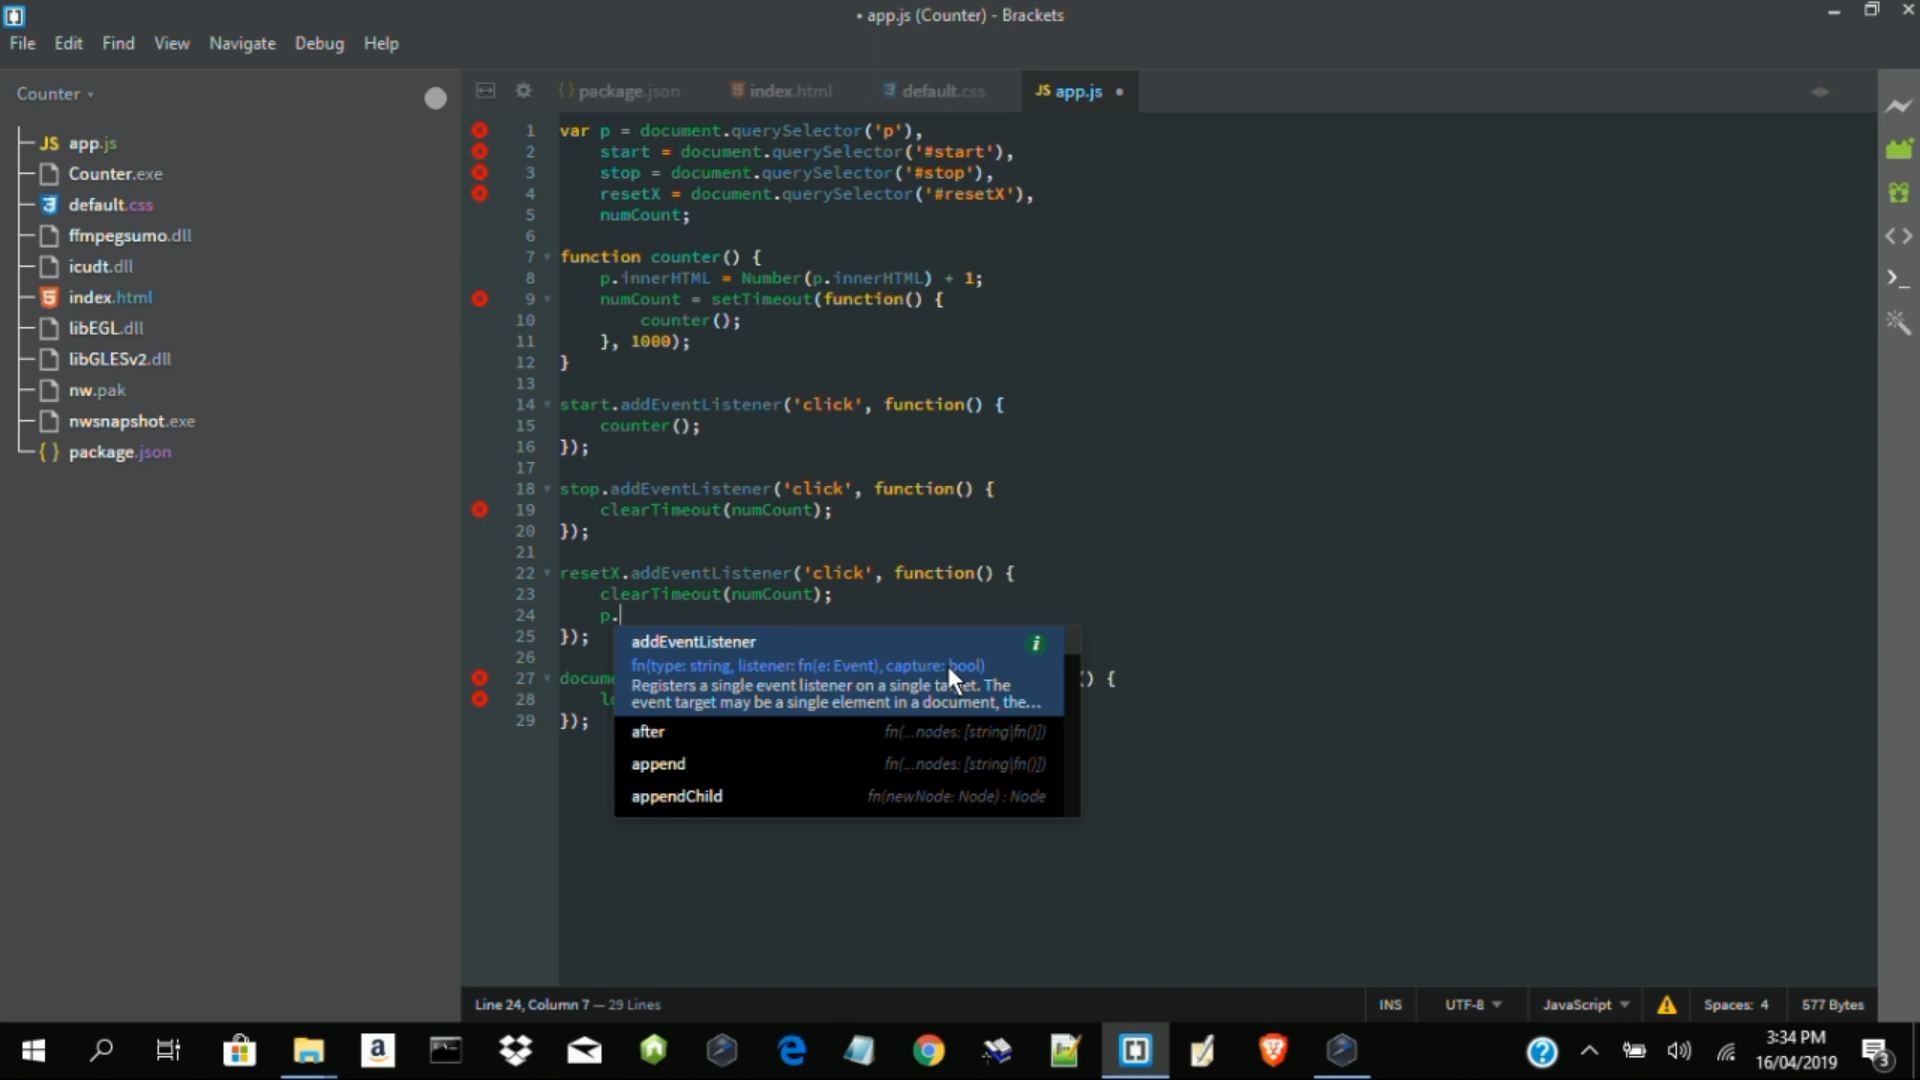 • app.js (Counter) - Brackets
File Edit Find View Navigate Debug Help
Counter
JS app.js
Counter.exe
default.css
ffmpegsumo.dll
icudt.dll
index.html
libEGL.dll
libGLESv2.dll
nw.pak
nwsnapshot.exe
{ } package.json
{ } package.json index.html default.css JS app.js •
1 var p = document.querySelector('p'),
2 start = document.querySelector('#start'),
3 stop = document.querySelector('#stop'),
4 resetX = document.querySelector('#resetX'),
5 numCount;
6
7 function counter() {
8 p.innerHTML = Number(p.innerHTML) + 1;
9 numCount = setTimeout(function() {
10 counter();
11 }, 1000);
12 }
13
14 start.addEventListener('click', function() {
15 counter();
16 });
17
18 stop.addEventListener('click', function() {
19 clearTimeout(numCount);
20 });
21
22 resetX.addEventListener('click', function() {
23 clearTimeout(numCount);
24 p.
25 });
26
27 docume () {
28
29 });
addEventListener
fn(type: string, listener: fn(e: Event), capture: bool)
Registers a single event listener on a single target. The
event target may be a single element in a document, the...
after fn(...nodes: [string|fn()])
append fn(...nodes: [string|fn()])
appendChild fn(newNode: Node) : Node
Line 24, Column 7 — 29 Lines
INS UTF-8 JavaScript Spaces: 4 577 Bytes
3:34 PM
16/04/2019
3